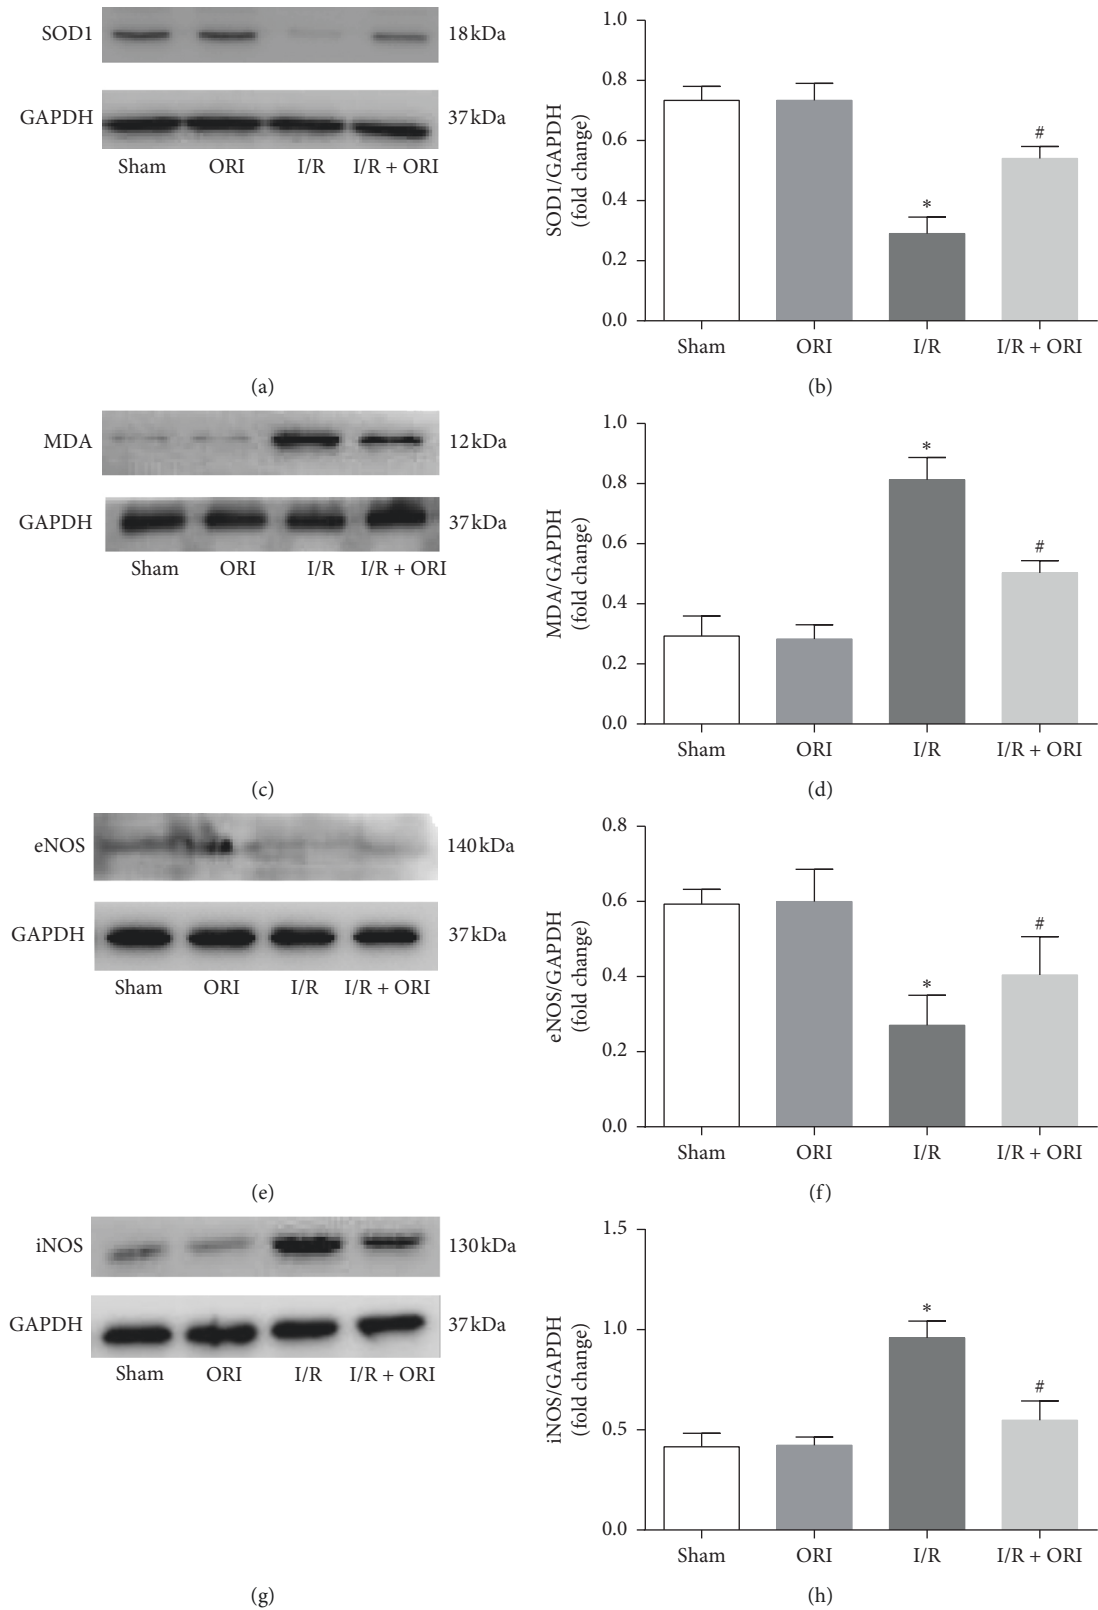 SOD1
18 kDa
GAPDH
37 kDa
Sham ORI I/R I/R + ORI
(a)
SOD1/GAPDH
(fold change)
1.0
0.8
0.6
0.4
0.2
0.0
*
#
Sham ORI I/R I/R + ORI
(b)
MDA
12 kDa
GAPDH
37 kDa
Sham ORI I/R I/R + ORI
(c)
MDA/GAPDH
(fold change)
1.0
0.8
0.6
0.4
0.2
0.0
*
#
Sham ORI I/R I/R + ORI
(d)
eNOS
140 kDa
GAPDH
37 kDa
Sham ORI I/R I/R + ORI
(e)
eNOS/GAPDH
(fold change)
0.8
0.6
0.4
0.2
0.0
*
#
Sham ORI I/R I/R + ORI
(f)
iNOS
130 kDa
GAPDH
37 kDa
Sham ORI I/R I/R + ORI
(g)
iNOS/GAPDH
(fold change)
1.5
1.0
0.5
0.0
*
#
Sham ORI I/R I/R + ORI
(h)